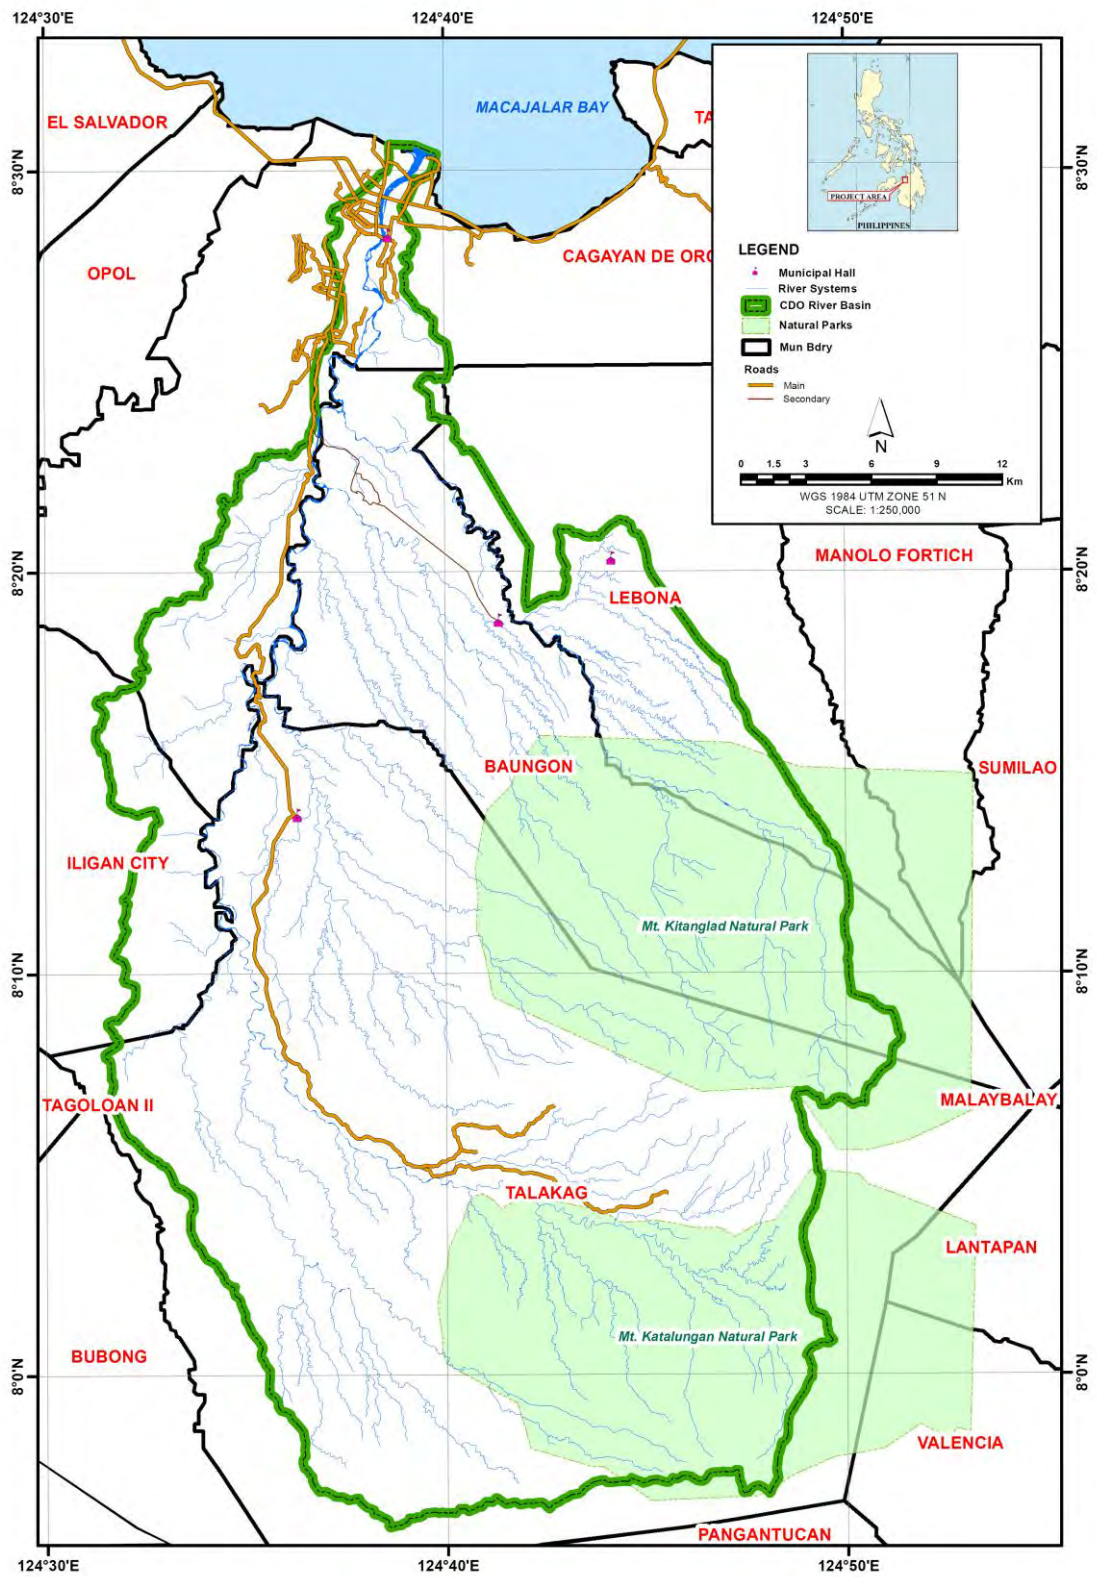 124°30'E
124°40'E
124°50'E
MACAJALAR BAY
EL SALVADOR
TA
8°30'N
8°30'N
PROJECT AREA
PHILIPPINES
OPOL
CAGAYAN DE ORO
LEGEND
Municipal Hall
River Systems
CDO River Basin
Natural Parks
Mun Bdry
Roads
Main
Secondary
N
0 1.5 3 6 9 12
Km
WGS 1984 UTM ZONE 51 N
SCALE: 1:250,000
MANOLO FORTICH
8°20'N
8°20'N
LEBONA
BAUNGON
SUMILAO
ILIGAN CITY
Mt. Kitanglad Natural Park
8°10'N
8°10'N
TAGOLOAN II
MALAYBALAY
TALAKAG
LANTAPAN
Mt. Katalungan Natural Park
BUBONG
8°0'N
8°0'N
VALENCIA
PANGANTUCAN
124°30'E
124°40'E
124°50'E